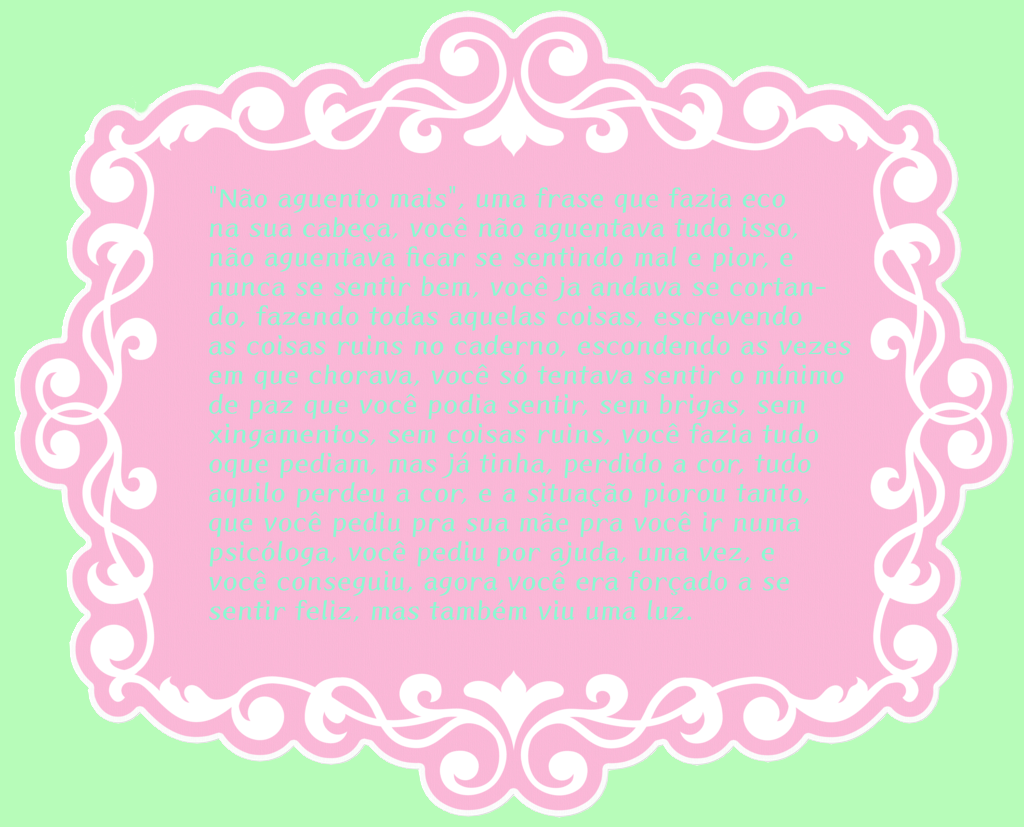 "Não aguento mais", uma frase que fazia eco
na sua cabeça, você não aguentava tudo isso,
não aguentava ficar se sentindo mal e pior, e
nunca se sentir bem, você ja andava se cortan-
do, fazendo todas aquelas coisas, escrevendo
as coisas ruins no caderno, escondendo as vezes
em que chorava, você só tentava sentir o mínimo
de paz que você podia sentir, sem brigas, sem
xingamentos, sem coisas ruins, você fazia tudo
oque pediam, mas já tinha, perdido a cor, tudo
aquilo perdeu a cor, e a situação piorou tanto,
que você pediu pra sua mãe pra você ir numa
psicóloga, você pediu por ajuda, uma vez, e
você conseguiu, agora você era forçado a se
sentir feliz, mas também viu uma luz.